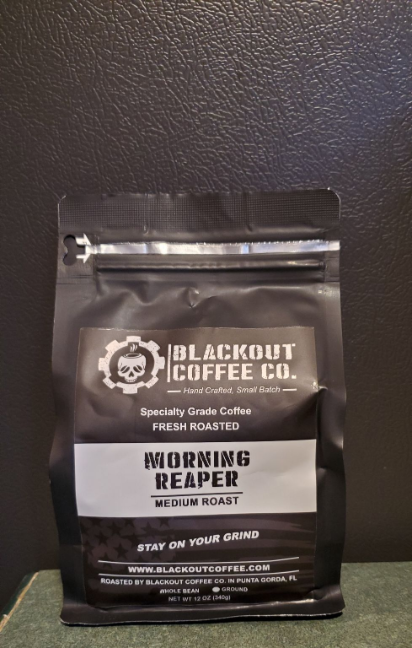 BLACKOUT
COFFEE CO.
Hand Crafted, Small Batch
Specialty Grade Coffee
FRESH ROASTED
MORNING
REAPER
MEDIUM ROAST
STAY ON YOUR GRIND
WWW.BLACKOUTCOFFEE.COM
ROASTED BY BLACKOUT COFFEE CO. IN PUNTA GORDA, FL
WHOLE BEAN GROUND
NET WT 12 OZ (340g)